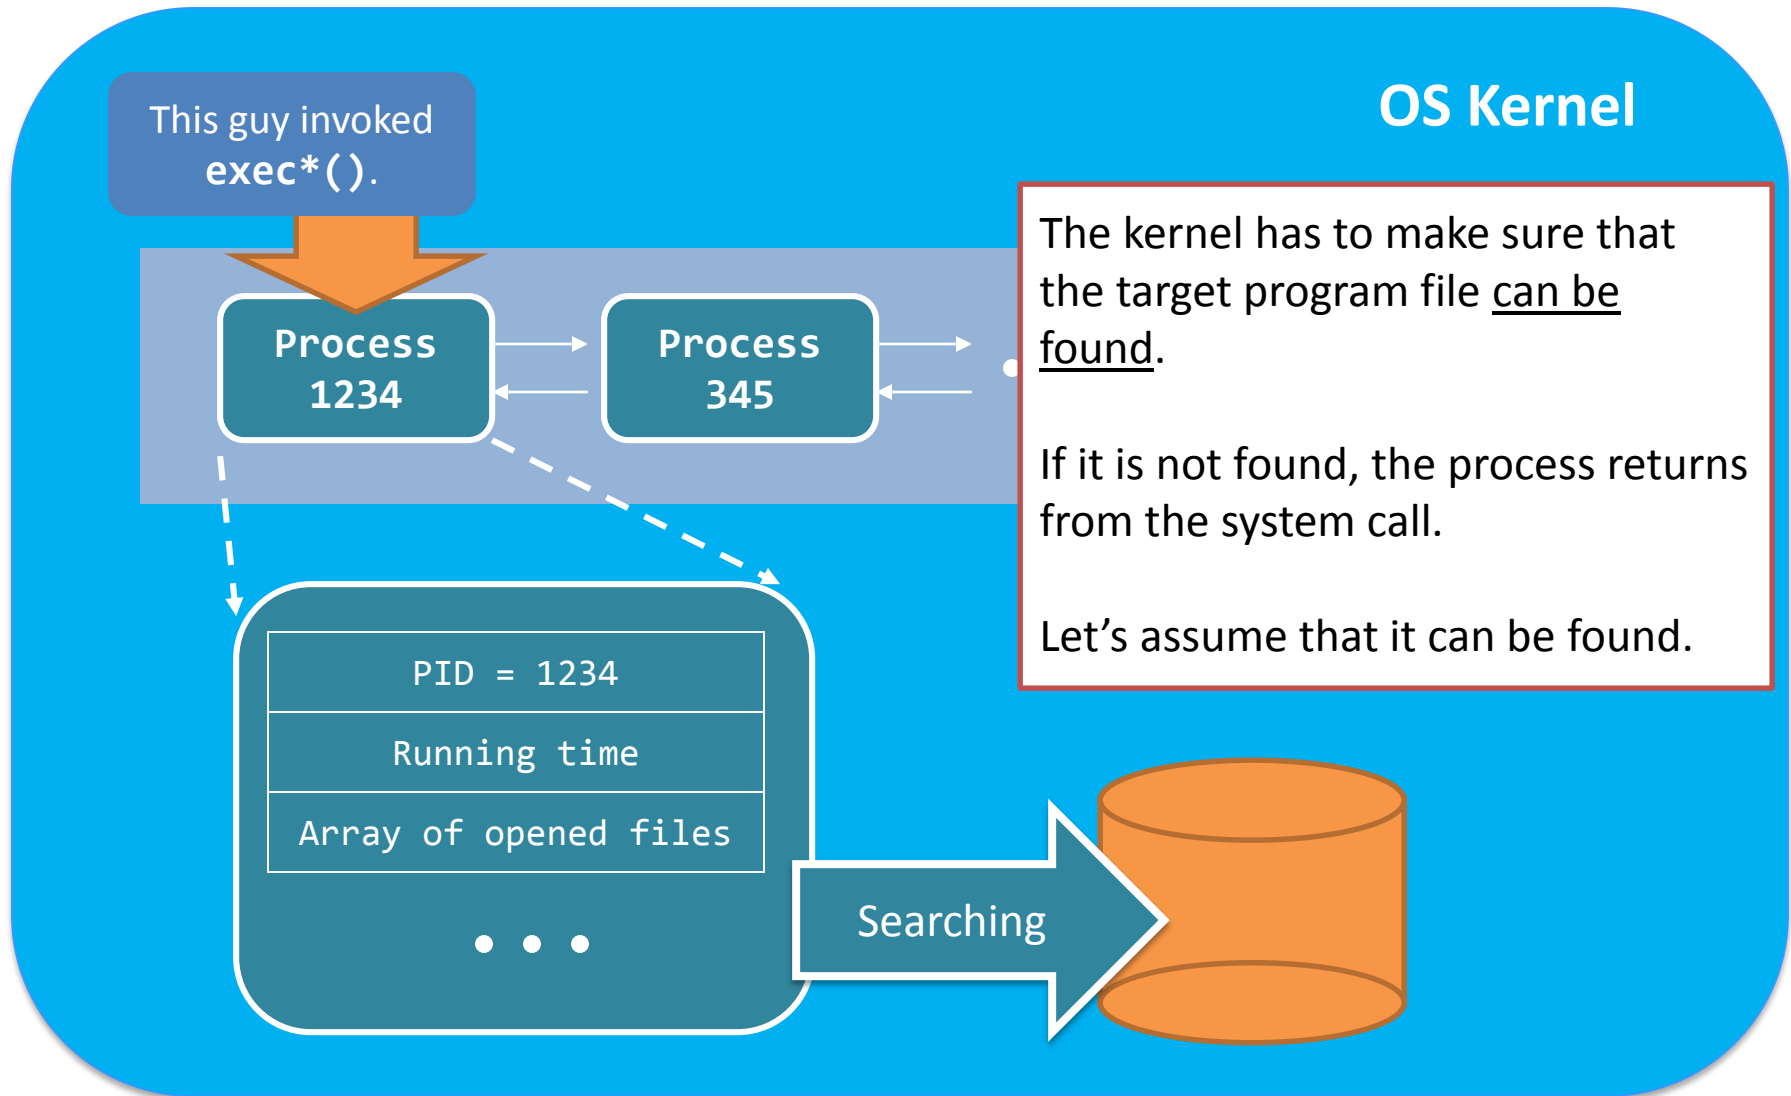 This guy invoked
exec*().
OS Kernel
Process
1234
Process
345
The kernel has to make sure that
the target program file can be
found.
If it is not found, the process returns
from the system call.
Let’s assume that it can be found.
PID = 1234
Running time
Array of opened files
Searching